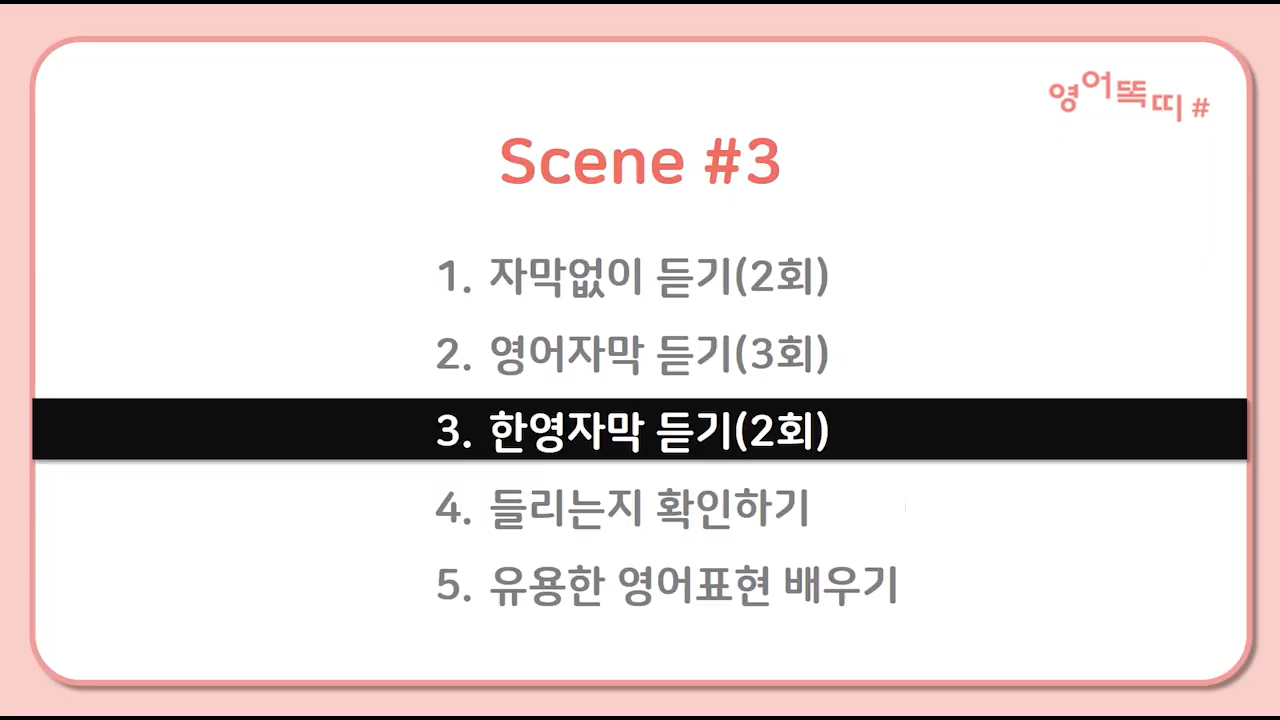 영어똑띠#
Scene #3
1. 자막없이 듣기(2회)
2. 영어자막 듣기(3회)
3. 한영자막 듣기(2회)
4. 들리는지 확인하기
5. 유용한 영어표현 배우기